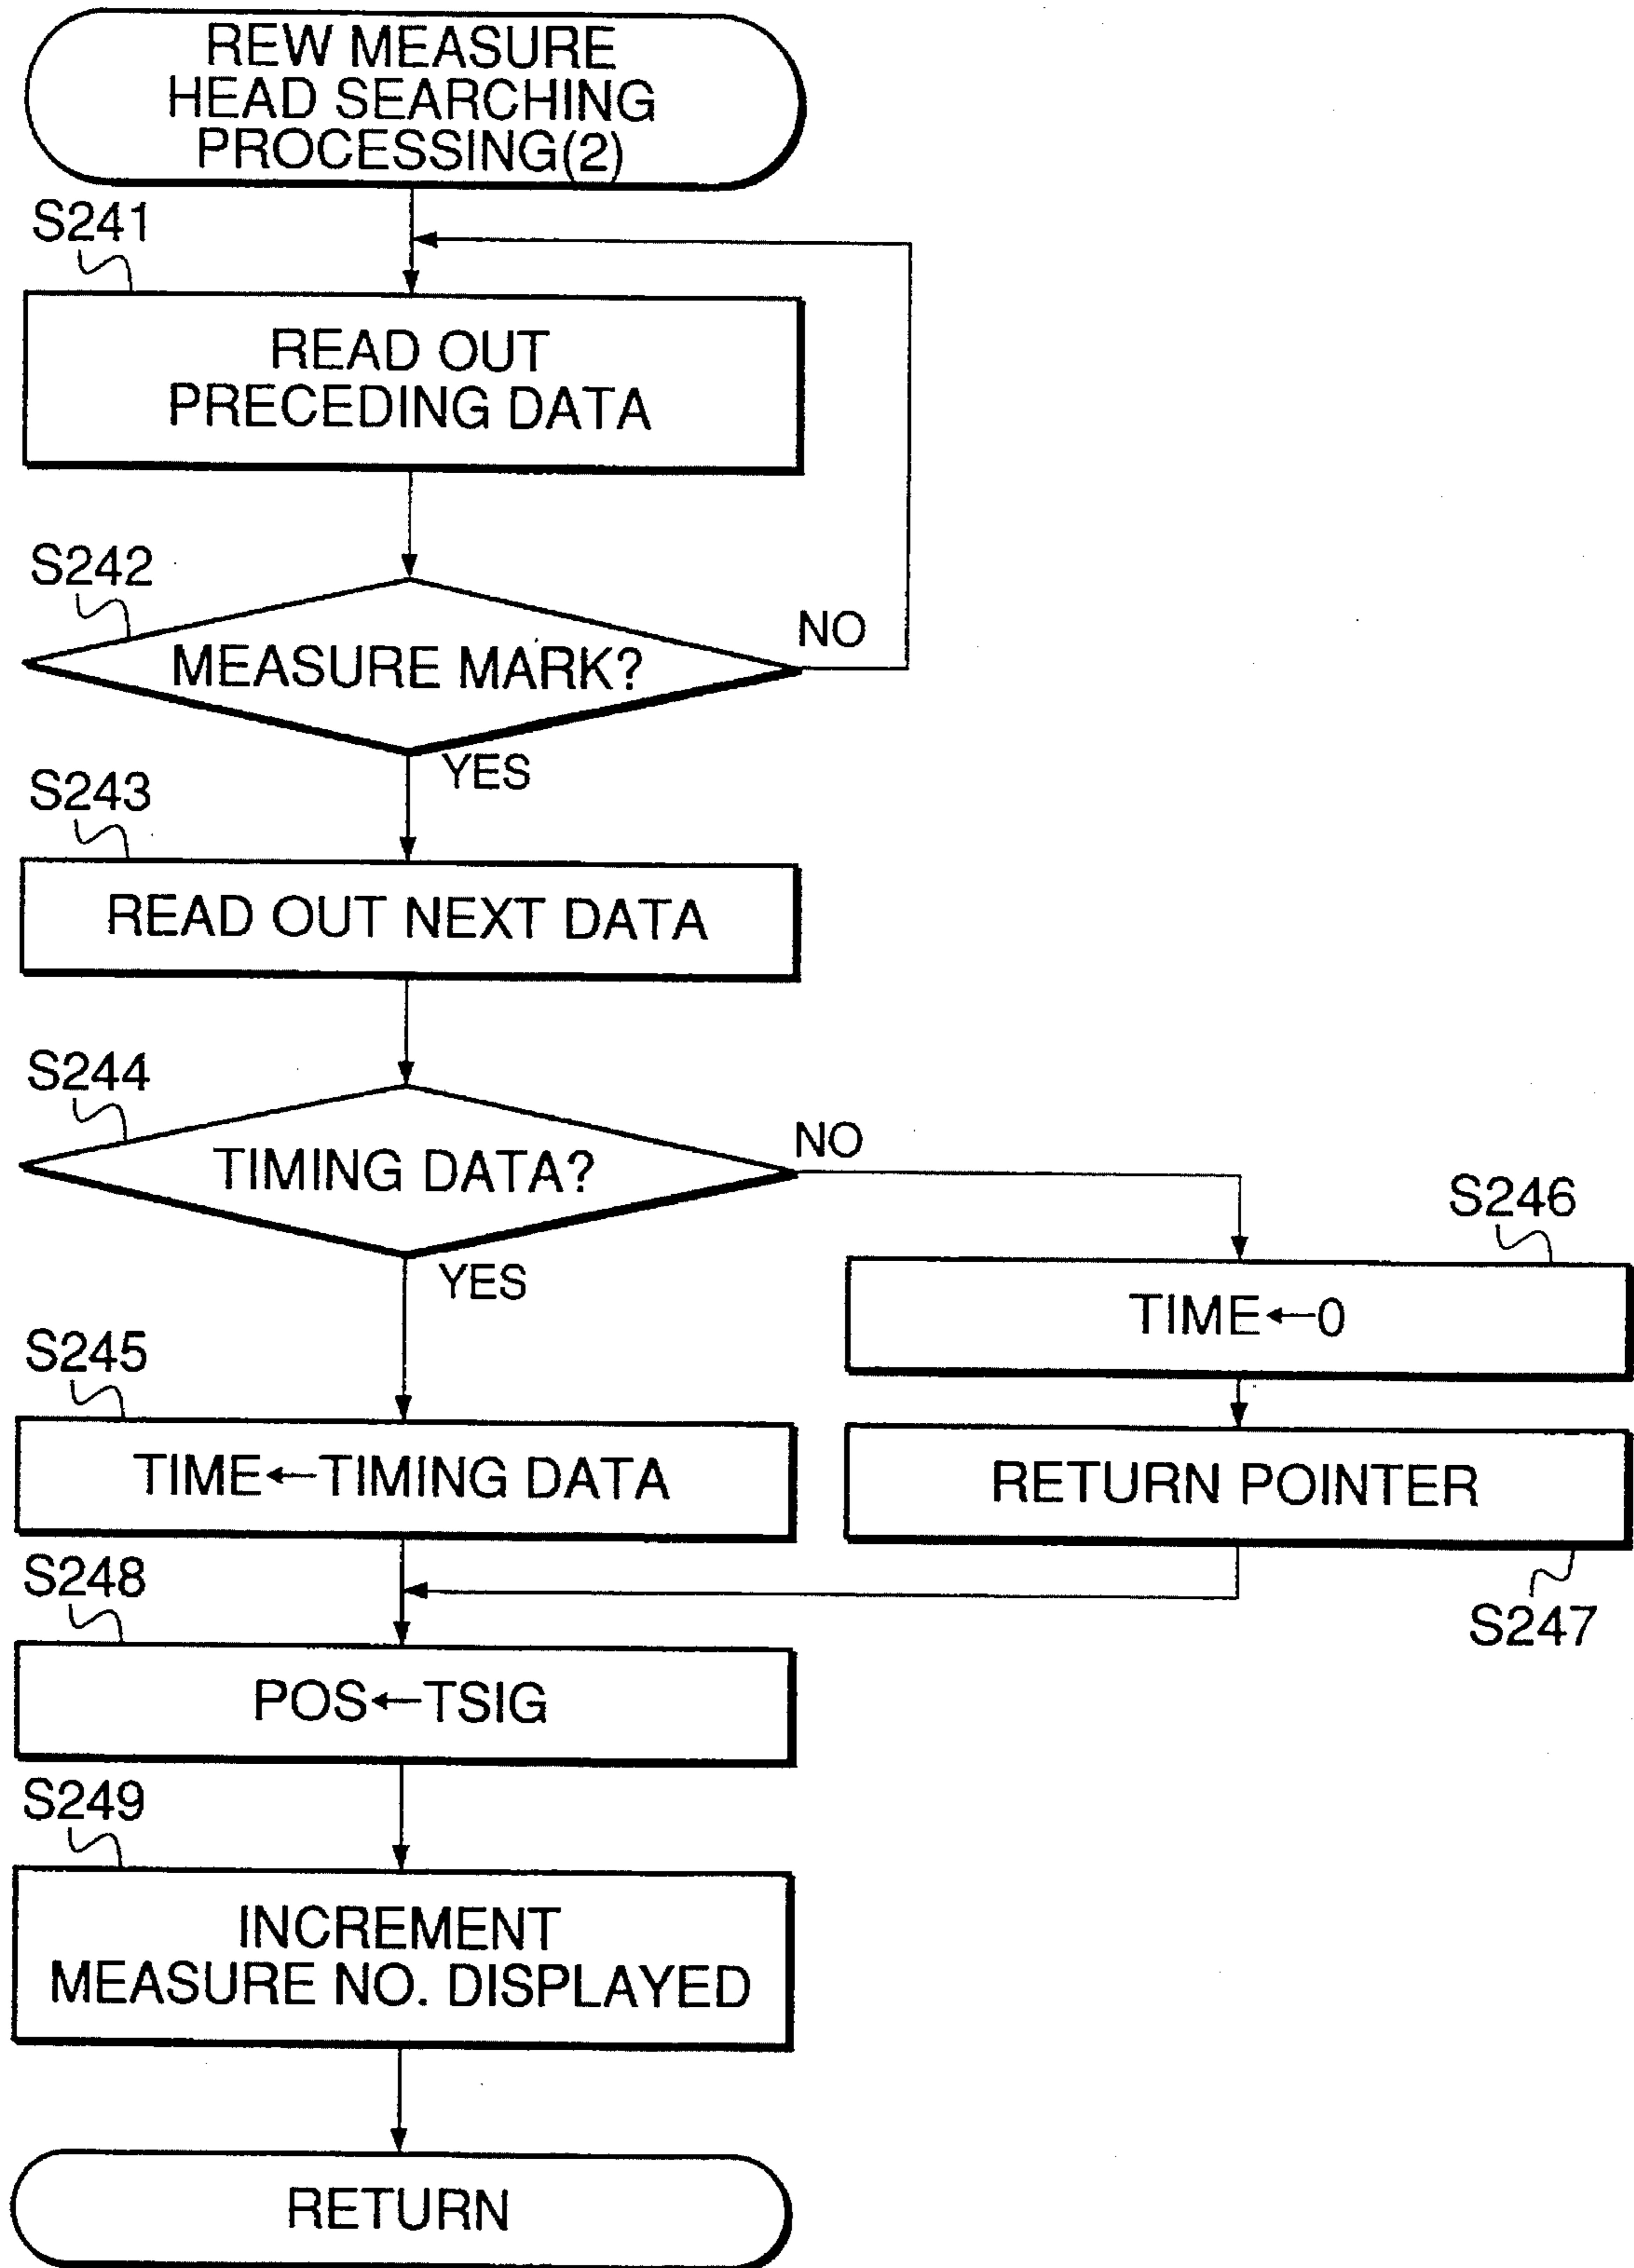 REW MEASURE
HEAD SEARCHING
PROCESSING(2)
S241
READ OUT
PRECEDING DATA
S242
MEASURE MARK?
NO
YES
S243
READ OUT NEXT DATA
S244
TIMING DATA?
NO
YES
S246
TIME←0
S245
TIME←TIMING DATA
RETURN POINTER
S247
S248
POS←TSIG
S249
INCREMENT
MEASURE NO. DISPLAYED
RETURN